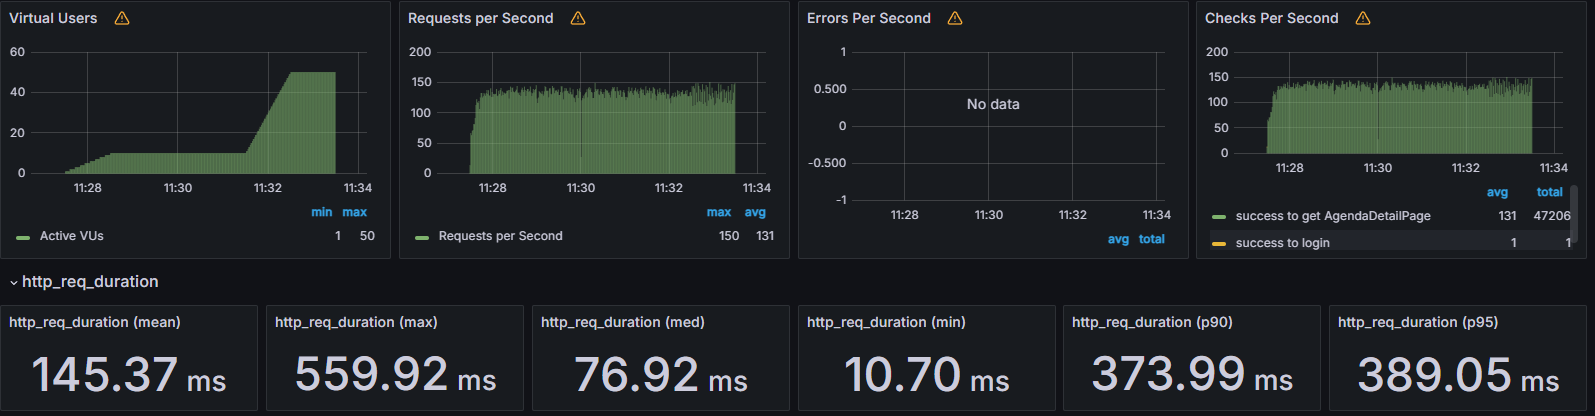 Virtual Users
Requests per Second
Errors Per Second
Checks Per Second
60
40
20
0
11:28 11:30 11:32 11:34
min max
Active VUs 1 50
200
150
100
50
0
11:28 11:30 11:32 11:34
max avg
Requests per Second 150 131
1
0.500
0
-0.500
-1
No data
11:28 11:30 11:32 11:34
avg total
200
150
100
50
0
11:28 11:30 11:32 11:34
avg total
success to get AgendaDetailPage 131 47206
success to login 1 1
http_req_duration
http_req_duration (mean)
145.37 ms
http_req_duration (max)
559.92 ms
http_req_duration (med)
76.92 ms
http_req_duration (min)
10.70 ms
http_req_duration (p90)
373.99 ms
http_req_duration (p95)
389.05 ms